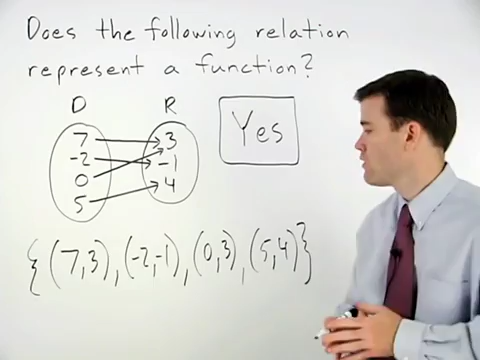 Does the following relation
represent a function?
D R
7 3
-2 -1
0 4
5
Yes
{(7,3),(-2,-1),(0,3),(5,4)}